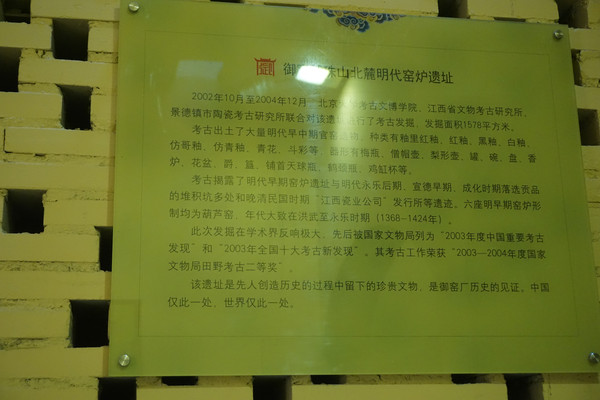 御 珠山北麓明代窑炉遗址
2002年10月至2004年12月 北京 考古文博学院、江西省文物考古研究所、
景德镇市陶瓷考古研究所联合对该遗 行了考古发掘，发掘面积1578平方米。
考古出土了大量明代早中期官窑 种类有釉里红釉、红釉、黑釉、白釉、
仿哥釉、仿青釉、青花、斗彩等。 有梅瓶、僧帽壶、梨形壶、罐、碗、盘、香
炉、花盆、爵、簋、铺首天球瓶、 瓶、鸡缸杯等。
考古揭露了明代早期窑炉遗址与明代永乐后期、宣德早期、成化时期落选贡品
的堆积坑多处和晚清民国时期“江西瓷业公司”发行所等遗迹。六座明早期窑炉形
制均为葫芦窑，年代大致在洪武至永乐时期（1368-1424年）。
此次发掘在学术界反响极大，先后被国家文物局列为“2003年度中国重要考古
发现”和“2003年全国十大考古新发现”。其考古工作荣获“2003—2004年度国家
文物局田野考古二等奖”。
该遗址是先人创造历史的过程中留下的珍贵文物，是御窑厂历史的见证。中国
仅此一处、世界仅此一处。